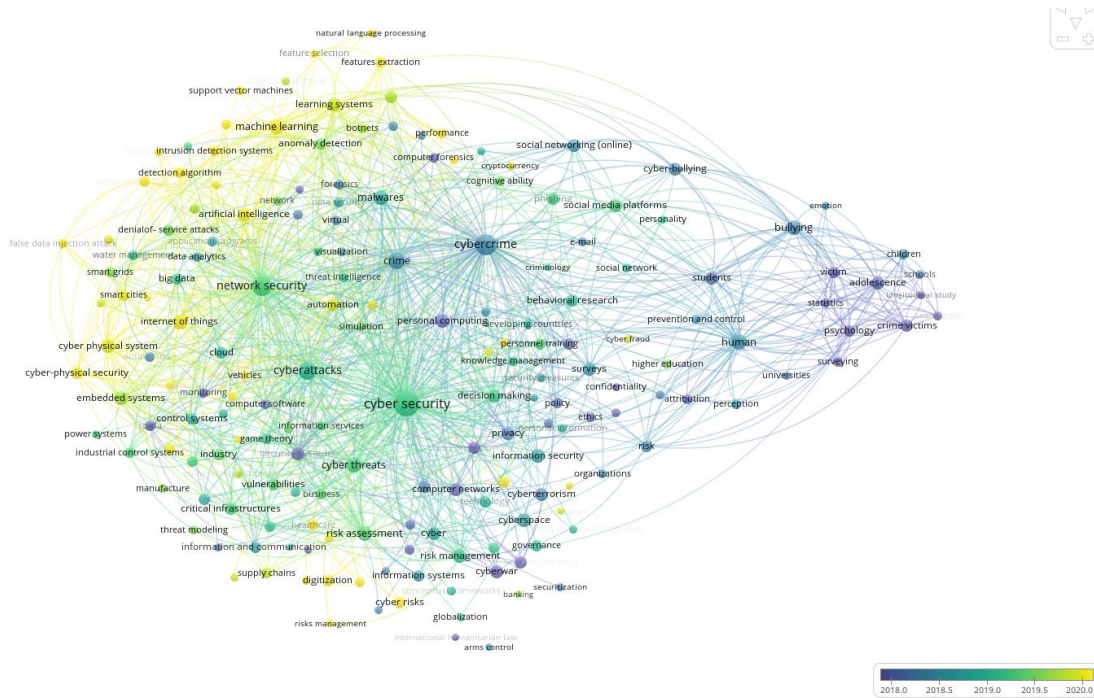 natural language processing
feature selection
features extraction
support vector machines
learning systems
machine learning
botnets
performance
anomaly detection
social networking (online)
intrusion detection systems
computer forensics
cryptocurrency
cyber-bullying
detection algorithm
cognitive ability
forensics
malwares
network
data security
phishing
social media platforms
emotion
artificial intelligence
virtual
personality
denialof- service attacks
bullying
false data injection attack
application programs
cybercrime
e-mail
water management
data analytics
visualization
children
crime
smart grids
big data
threat intelligence
criminology
social network
students
victim
schools
adolescence
network security
smart cities
automation
behavioral research
statistics
longitudinal study
internet of things
simulation
personal computing
developing countries
prevention and control
psychology
crime victims
cyber physical system
cloud
personnel training
cyber fraud
human
knowledge management
surveying
cyber-physical security
vehicles
cyberattacks
security measures
surveys
higher education
universities
monitoring
confidentiality
embedded systems
computer software
cyber security
decision making
policy
attribution
perception
control systems
information services
ethics
scada
power systems
game theory
privacy
personal information
industrial control systems
industry
security systems
information security
risk
cyber threats
manufacture
vulnerabilities
business
computer networks
cyberterrorism
organizations
technology
critical infrastructures
healthcare
cyberspace
threat modeling
risk assessment
cyber
information and communication
risk management
governance
supply chains
digitization
information systems
cyberwar
securitization
conceptual frameworks
banking
cyber risks
risks management
globalization
international humanitarian law
arms control
2018.0 2018.5 2019.0 2019.5 2020.0